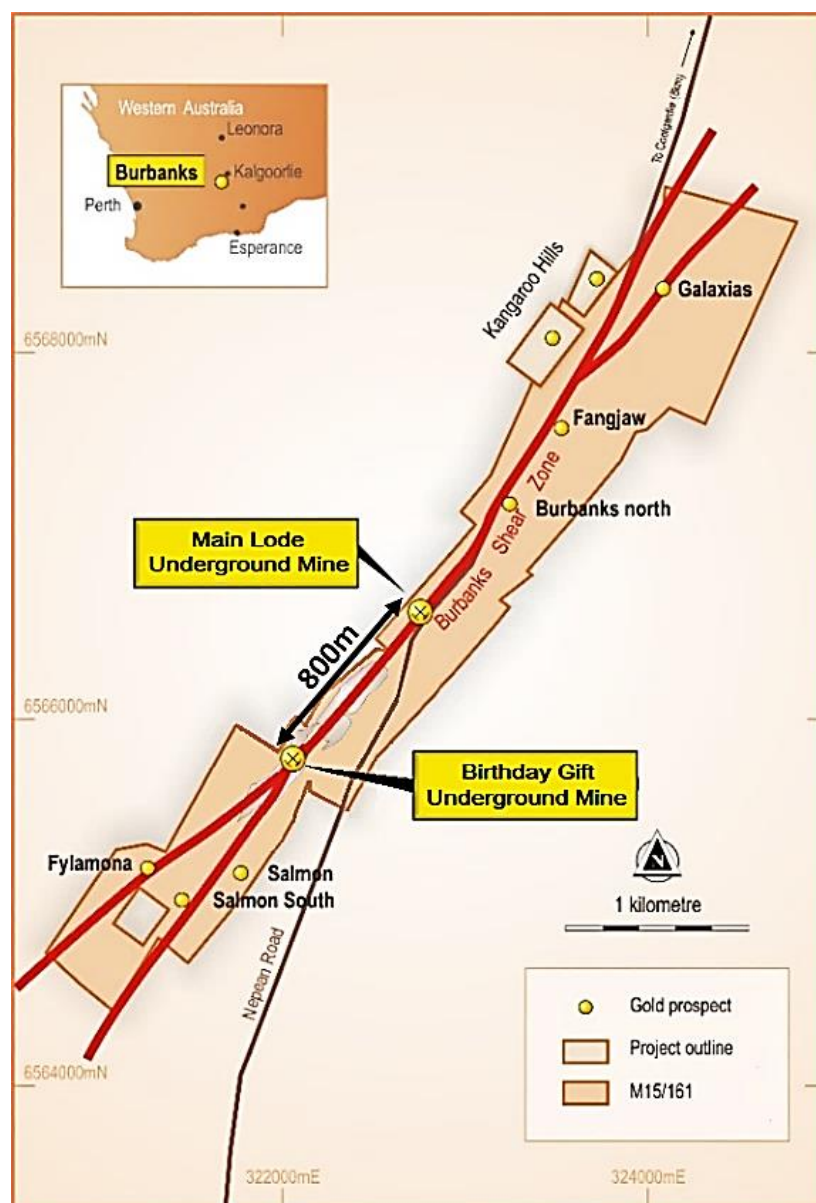 Western Australia
Leonora
Burbanks
Kalgoorlie
Perth
Esperance
To Coolgardie (8km)
Kangaroo Hills
Galaxias
6568000mN
Fangjaw
Burbanks north
Burbanks Shear Zone
Main Lode
Underground Mine
800m
6566000mN
Birthday Gift
Underground Mine
Fylamona
Salmon
Salmon South
N
1 kilometre
Nepean Road
Gold prospect
Project outline
M15/161
6564000mN
322000mE
324000mE